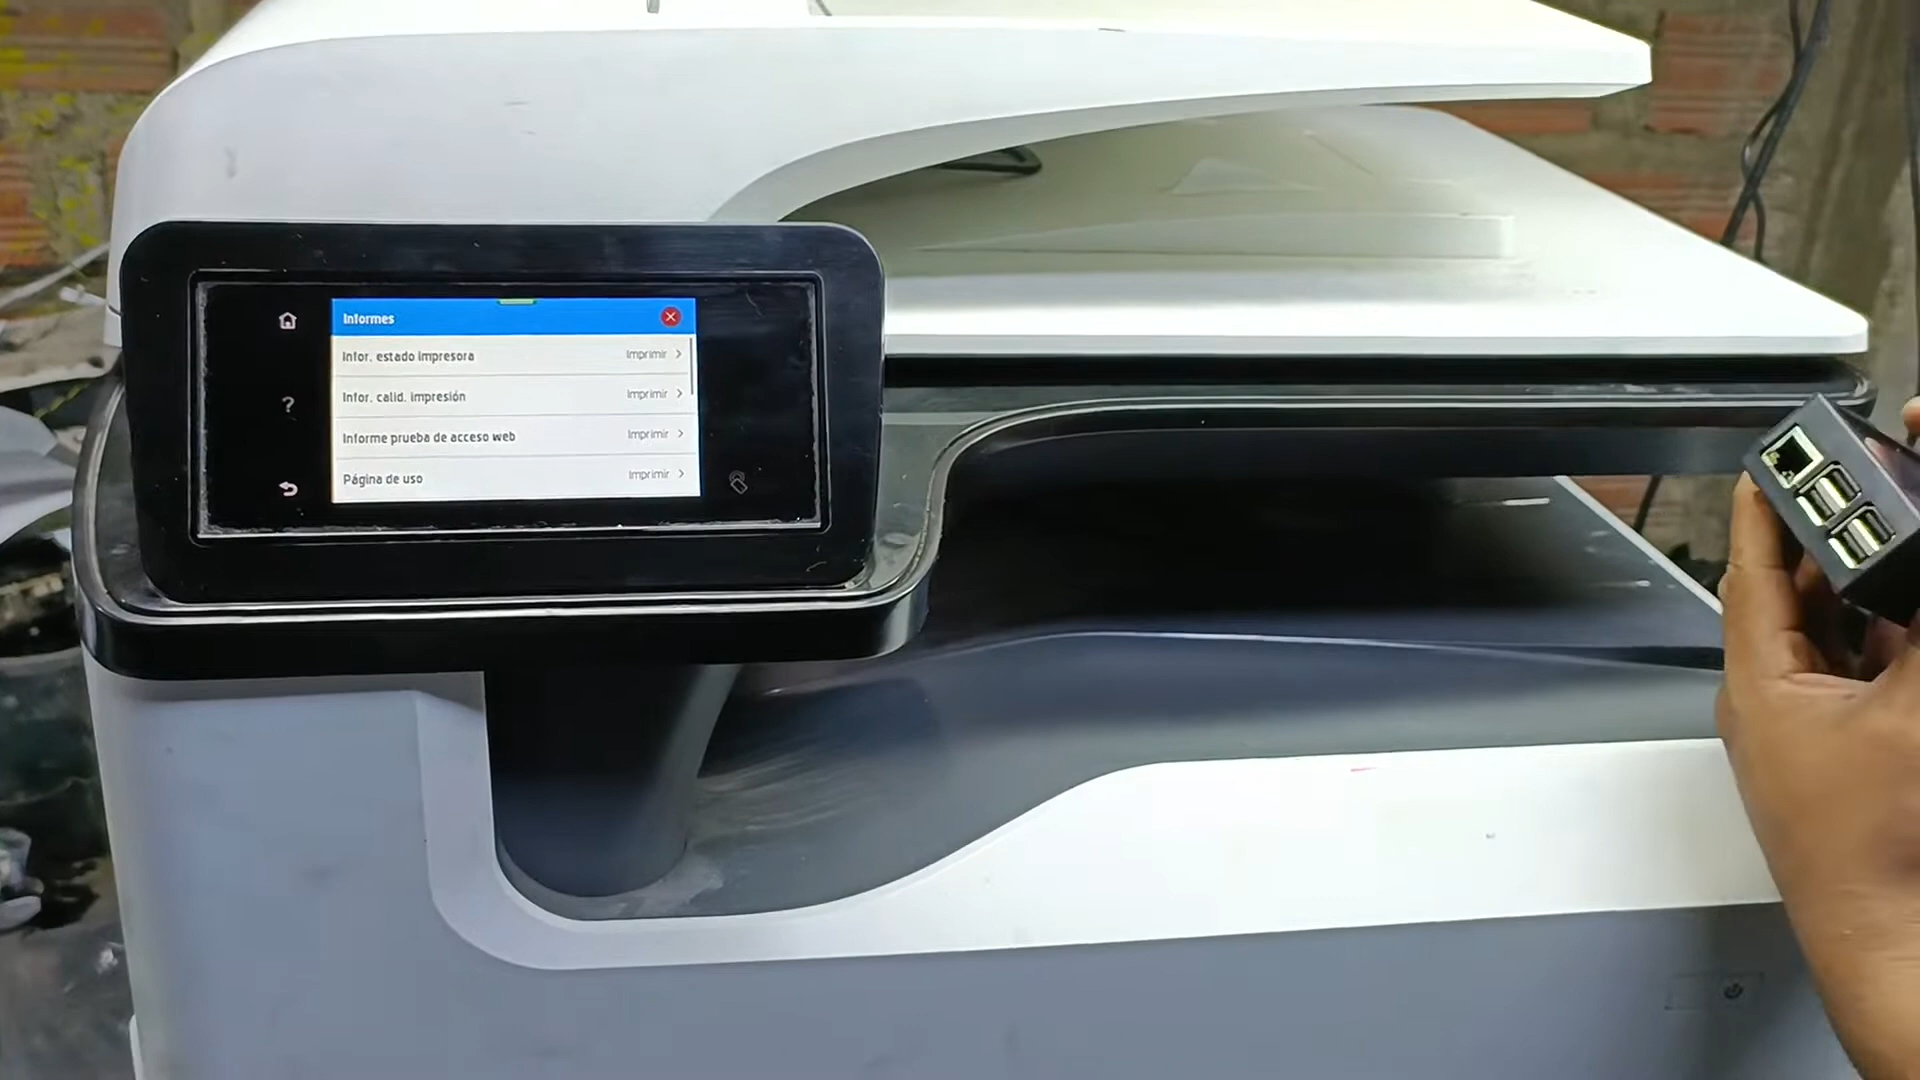 Informes
Infor. estado impresora Imprimir
Infor. calid. impresión Imprimir
Informe prueba de acceso web Imprimir
Página de uso Imprimir